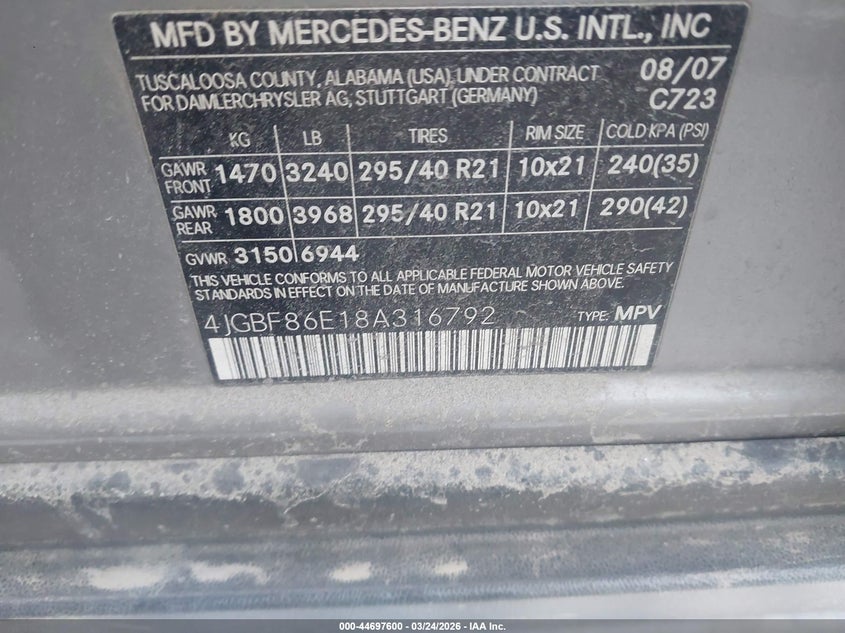 MFD BY MERCEDES-BENZ U.S. INTL., INC
TUSCALOOSA COUNTY, ALABAMA (USA), UNDER CONTRACT 08/07
FOR DAIMLERCHRYSLER AG, STUTTGART (GERMANY) C723
KG LB TIRES RIM SIZE COLD KPA (PSI)
GAWR FRONT 1470 3240 295/40 R21 10x21 240(35)
GAWR REAR 1800 3968 295/40 R21 10x21 290(42)
GVWR 3150 6944
THIS VEHICLE CONFORMS TO ALL APPLICABLE FEDERAL MOTOR VEHICLE SAFETY
STANDARDS IN EFFECT ON THE DATE OF MANUFACTURE SHOWN ABOVE.
4JGBF86E18A316792 TYPE: MPV
000-44697600 - 03/24/2026 - IAA Inc.